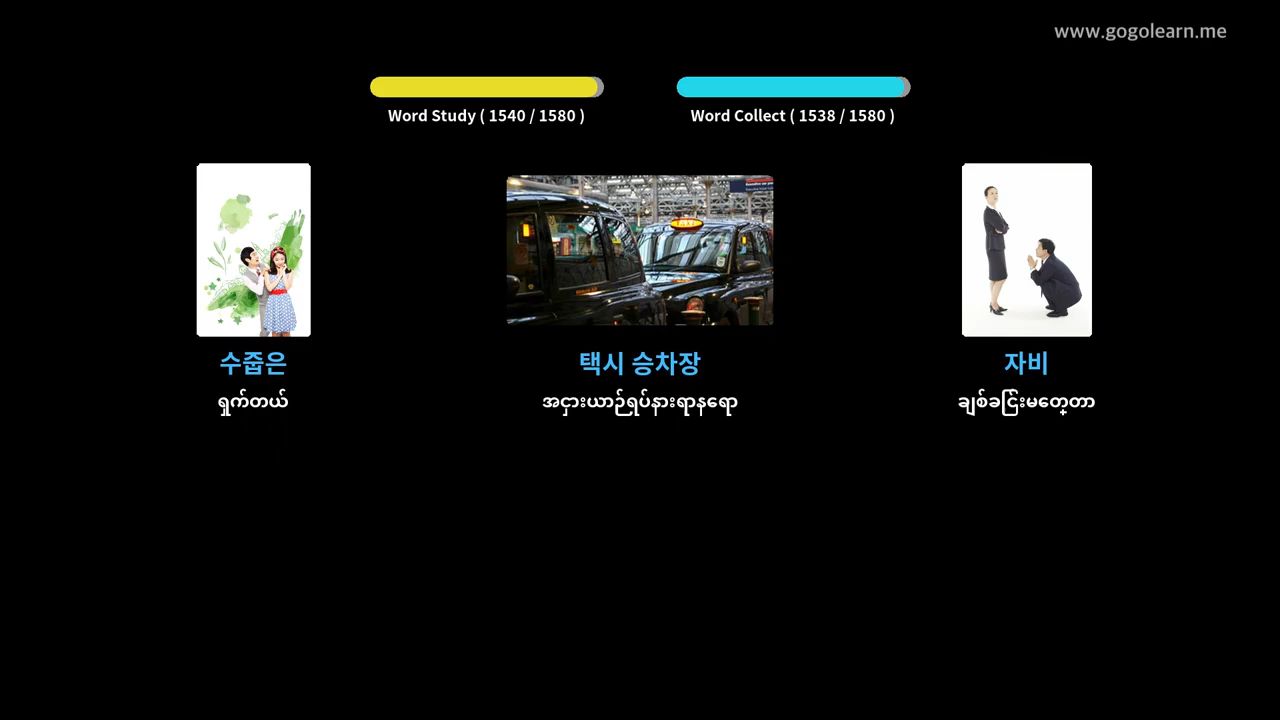 www.gogolearn.me
Word Study ( 1540 / 1580 )
Word Collect ( 1538 / 1580 )
TAXI
수줍은
택시 승차장
자비
ရှက်တယ်
အငှားယာဉ်ရပ်နားရာနရော
ချစ်ခငြ်းမတေ္တာ